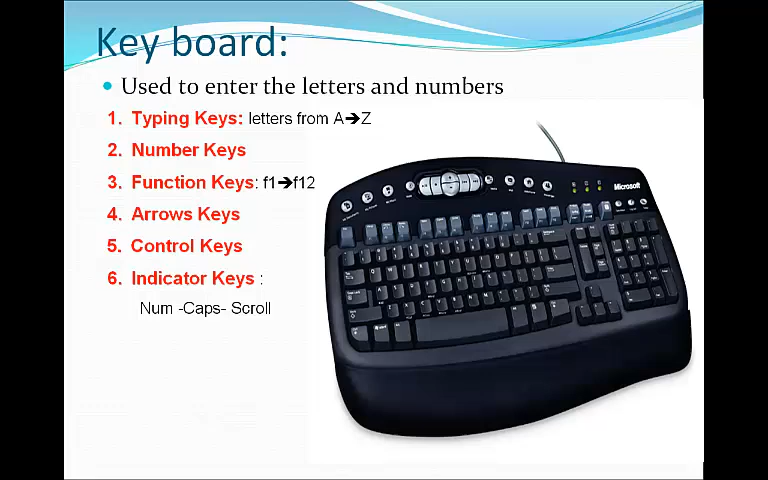 Key board:
• Used to enter the letters and numbers
1. Typing Keys: letters from A➔Z
2. Number Keys
3. Function Keys: f1➔f12
4. Arrows Keys
5. Control Keys
6. Indicator Keys :
Num -Caps- Scroll
Microsoft